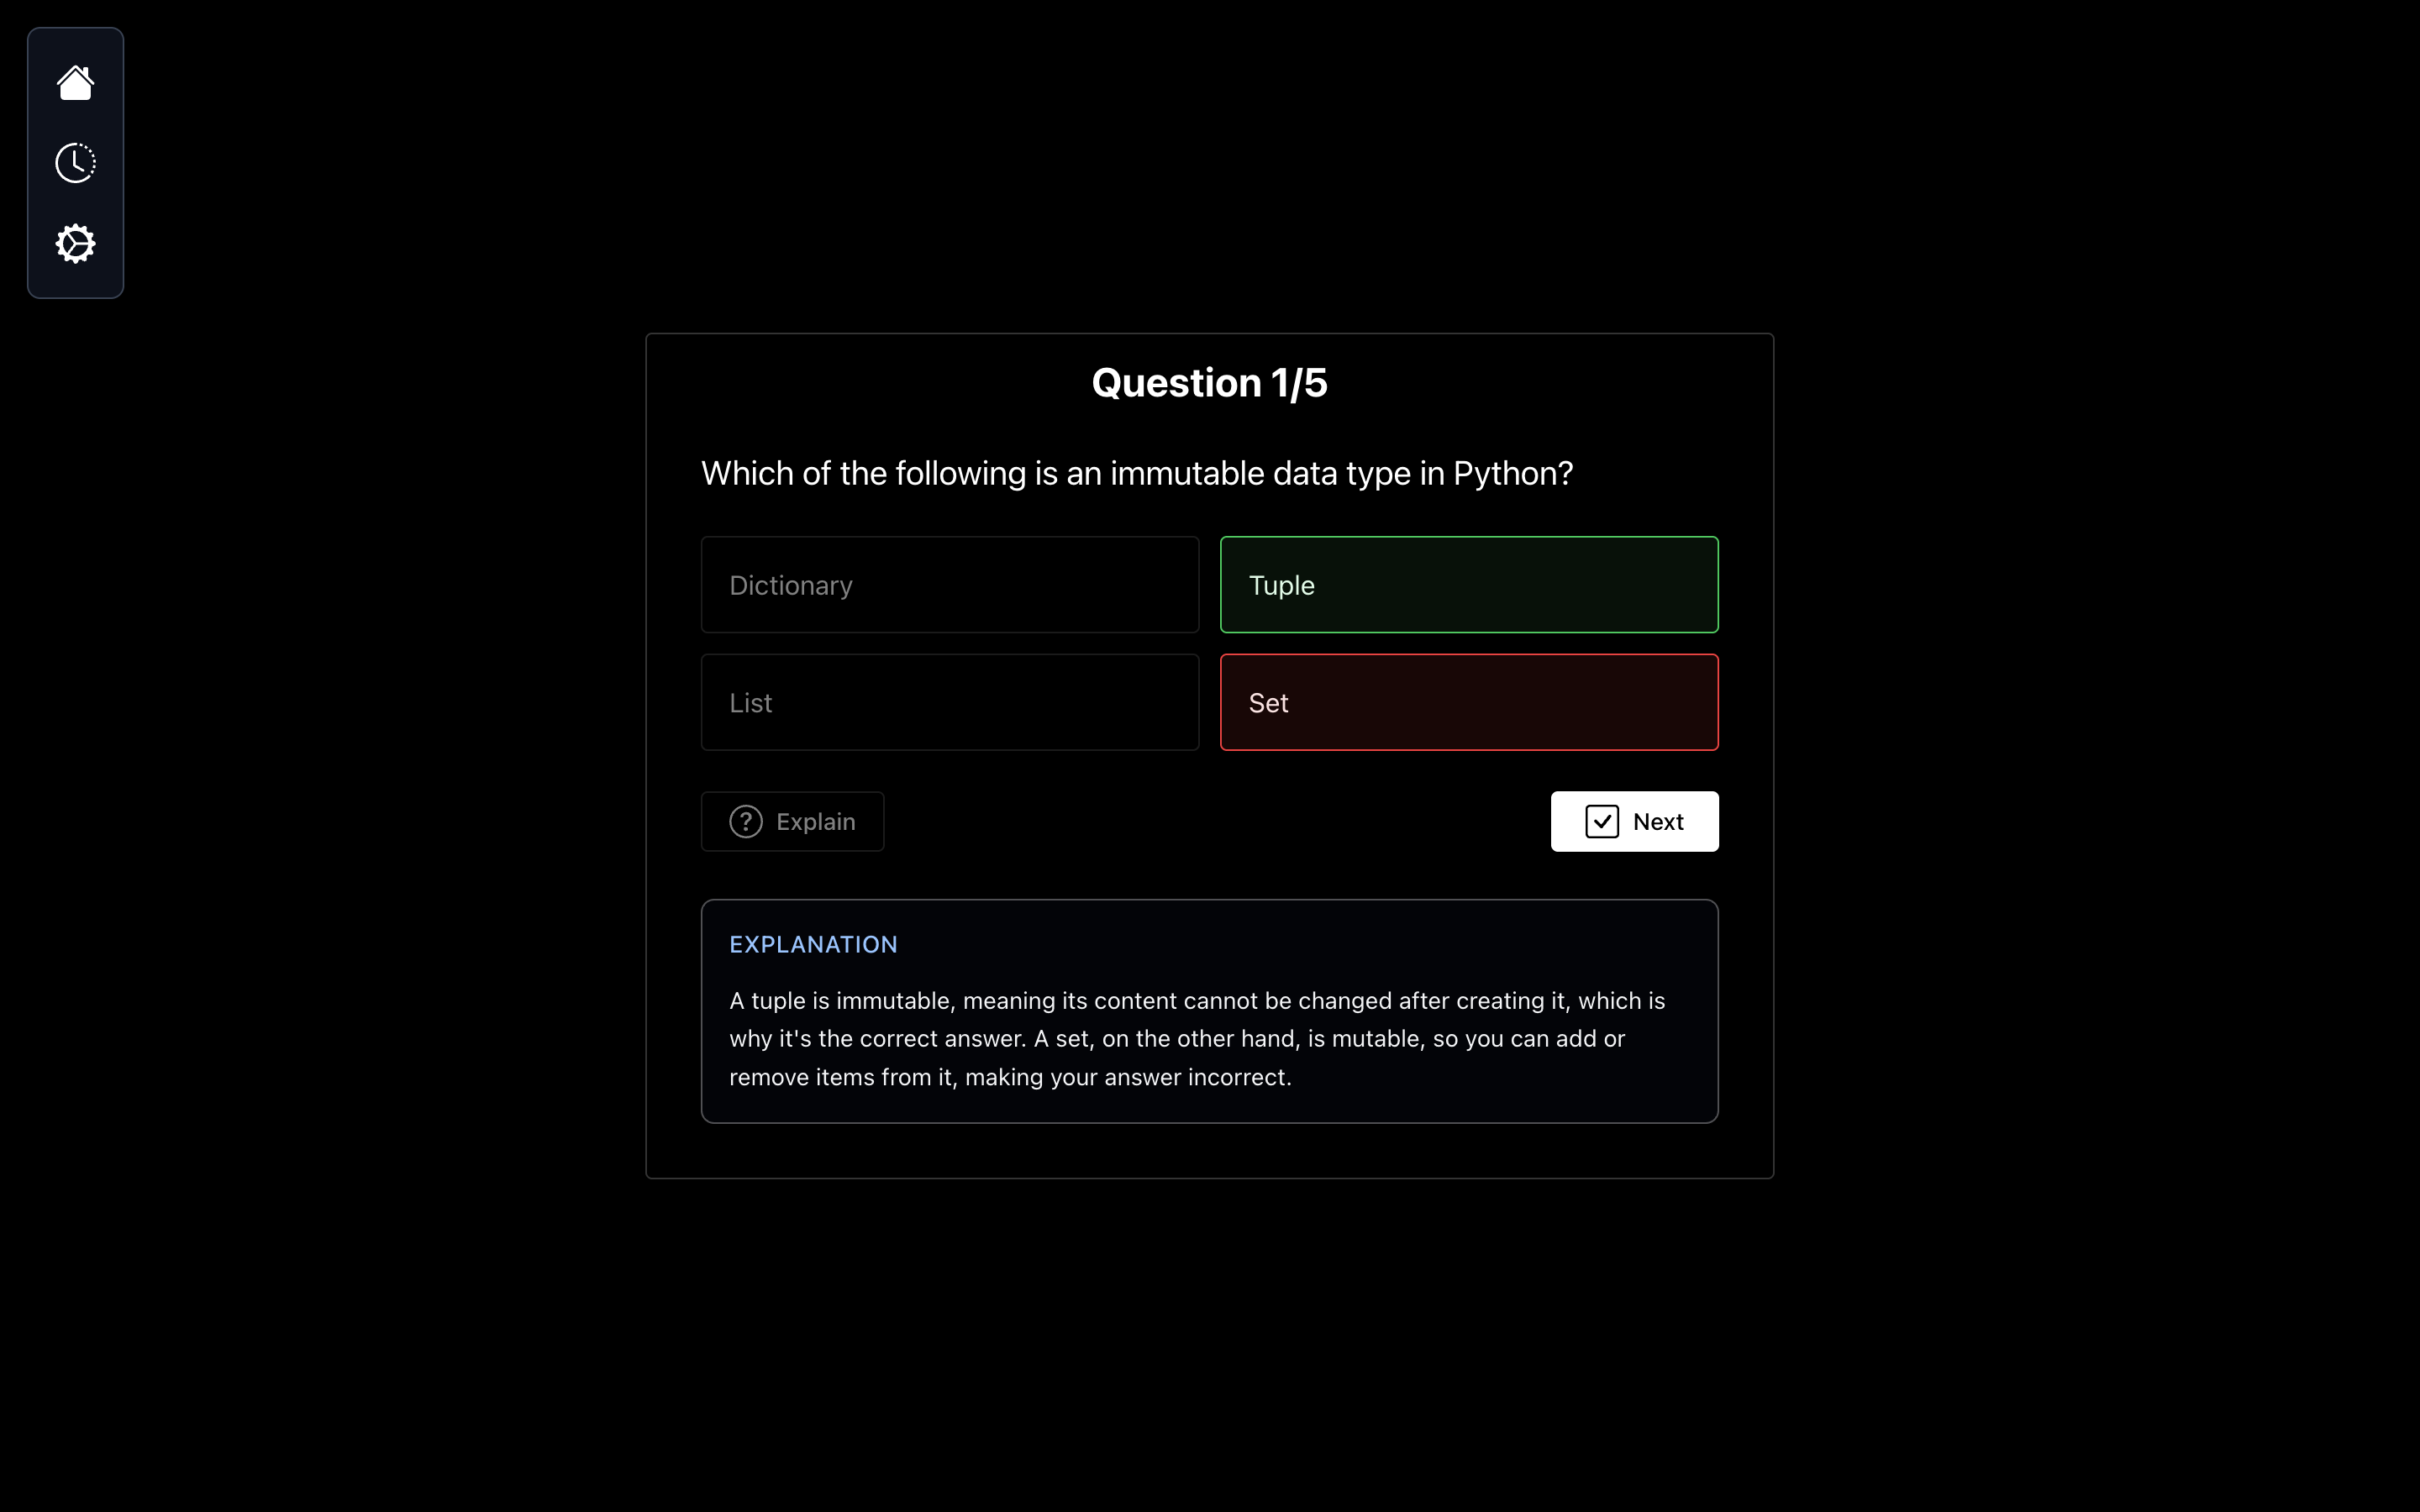 Question 1/5
Which of the following is an immutable data type in Python?
Dictionary
Tuple
List
Set
Explain
Next
EXPLANATION
A tuple is immutable, meaning its content cannot be changed after creating it, which is
why it's the correct answer. A set, on the other hand, is mutable, so you can add or
remove items from it, making your answer incorrect.